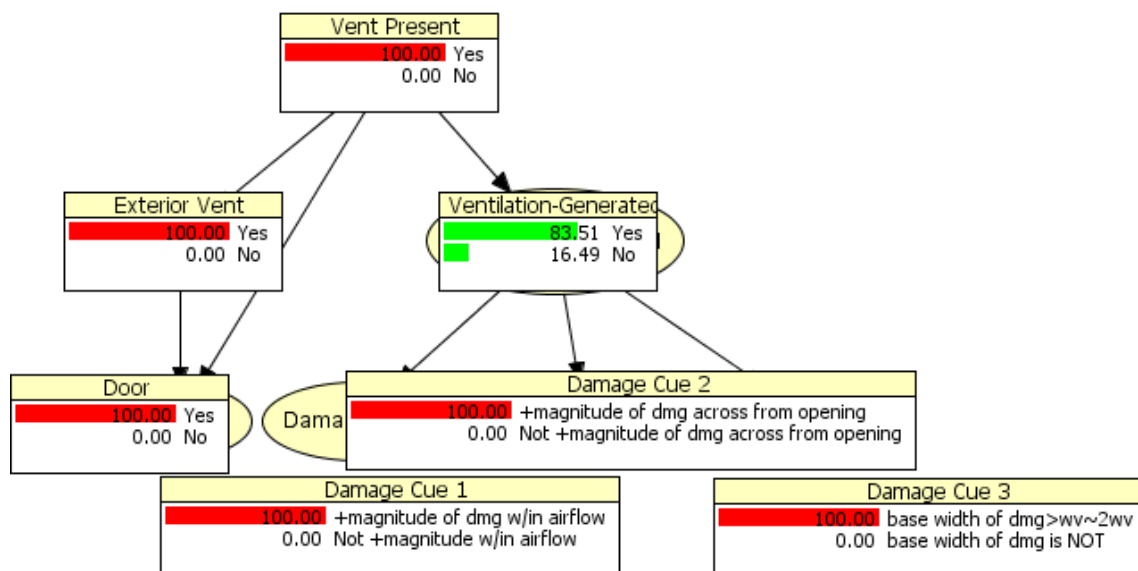 Vent Present
100.00 Yes
0.00 No
Exterior Vent
100.00 Yes
0.00 No
Ventilation-Generated
83.51 Yes
16.49 No
Door
100.00 Yes
0.00 No
Dama
Damage Cue 2
100.00 +magnitude of dmg across from opening
0.00 Not +magnitude of dmg across from opening
Damage Cue 1
100.00 +magnitude of dmg w/in airflow
0.00 Not +magnitude w/in airflow
Damage Cue 3
100.00 base width of dmg>wv~2wv
0.00 base width of dmg is NOT